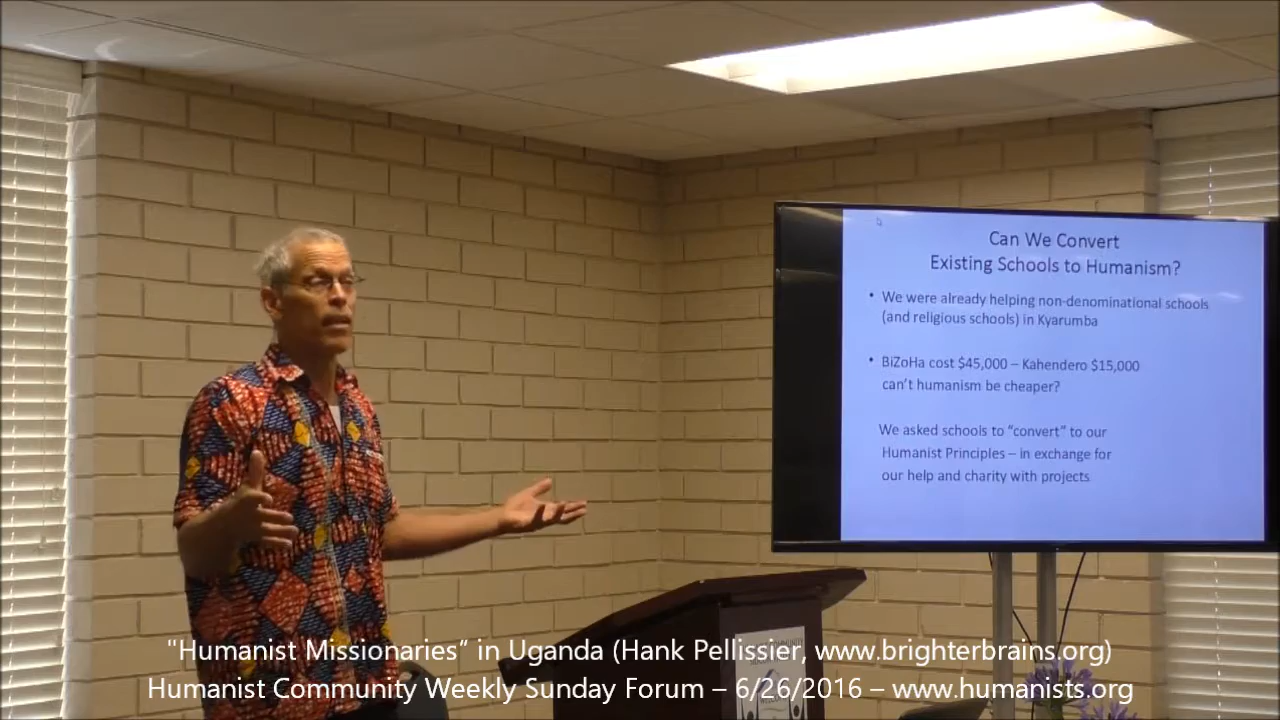 Can We Convert
Existing Schools to Humanism?
• We were already helping non-denominational schools
(and religious schools) in Kyarumba
• BiZoHa cost $45,000 – Kahendero $15,000
can't humanism be cheaper?
We asked schools to “convert” to our
Humanist Principles – in exchange for
our help and charity with projects
"Humanist Missionaries“ in Uganda (Hank Pellissier, www.brighterbrains.org)
Humanist Community Weekly Sunday Forum – 6/26/2016 – www.humanists.org